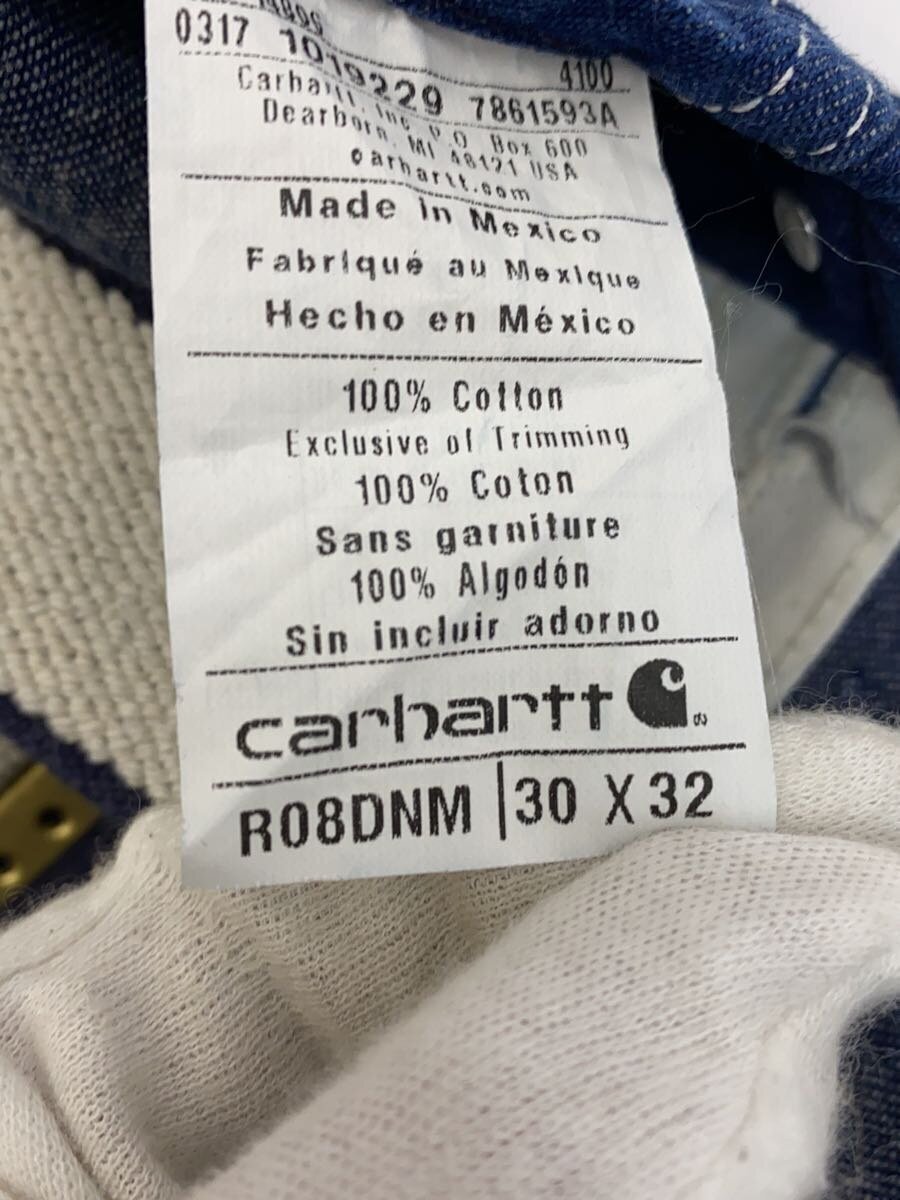 0317 1019229 4100
7861593A
Carhartt, Inc. P.O. Box 600
Dearborn, MI 48121 USA
carhartt.com
Made in Mexico
Fabriqué au Mexique
Hecho en México
100% Cotton
Exclusive of Trimming
100% Coton
Sans garniture
100% Algodón
Sin incluir adorno
carhartt
R08DNM | 30 X 32